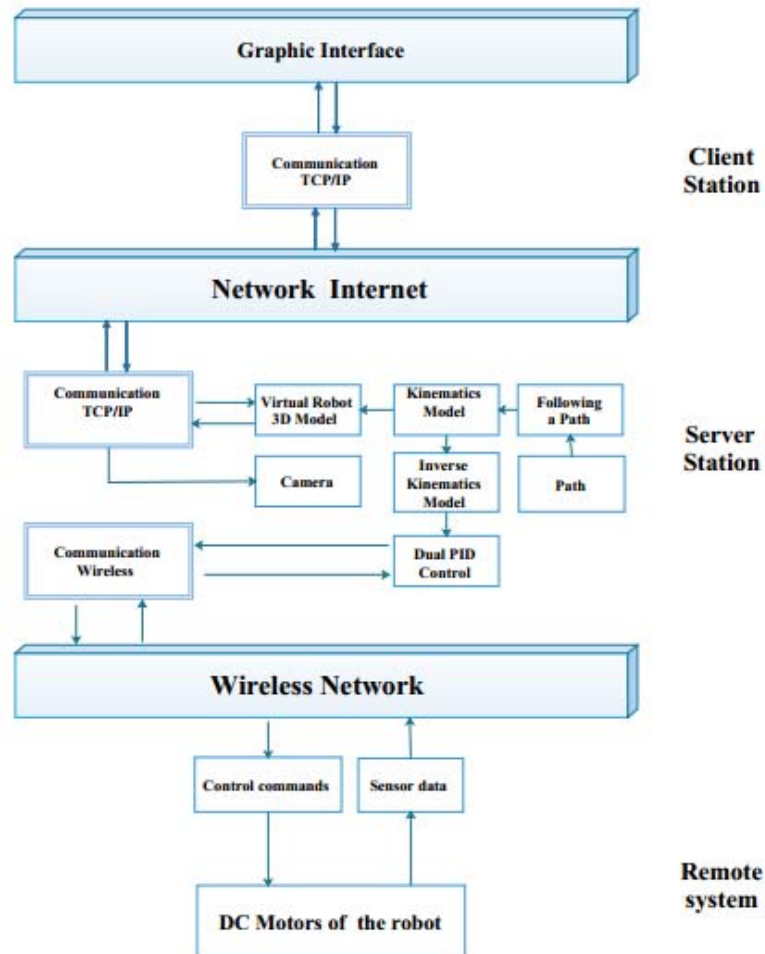 Graphic Interface
Communication
TCP/IP
Client
Station
Network Internet
Communication
TCP/IP
Virtual Robot
3D Model
Kinematics
Model
Following
a Path
Server
Station
Camera
Inverse
Kinematics
Model
Path
Communication
Wireless
Dual PID
Control
Wireless Network
Control commands
Sensor data
Remote
system
DC Motors of the robot